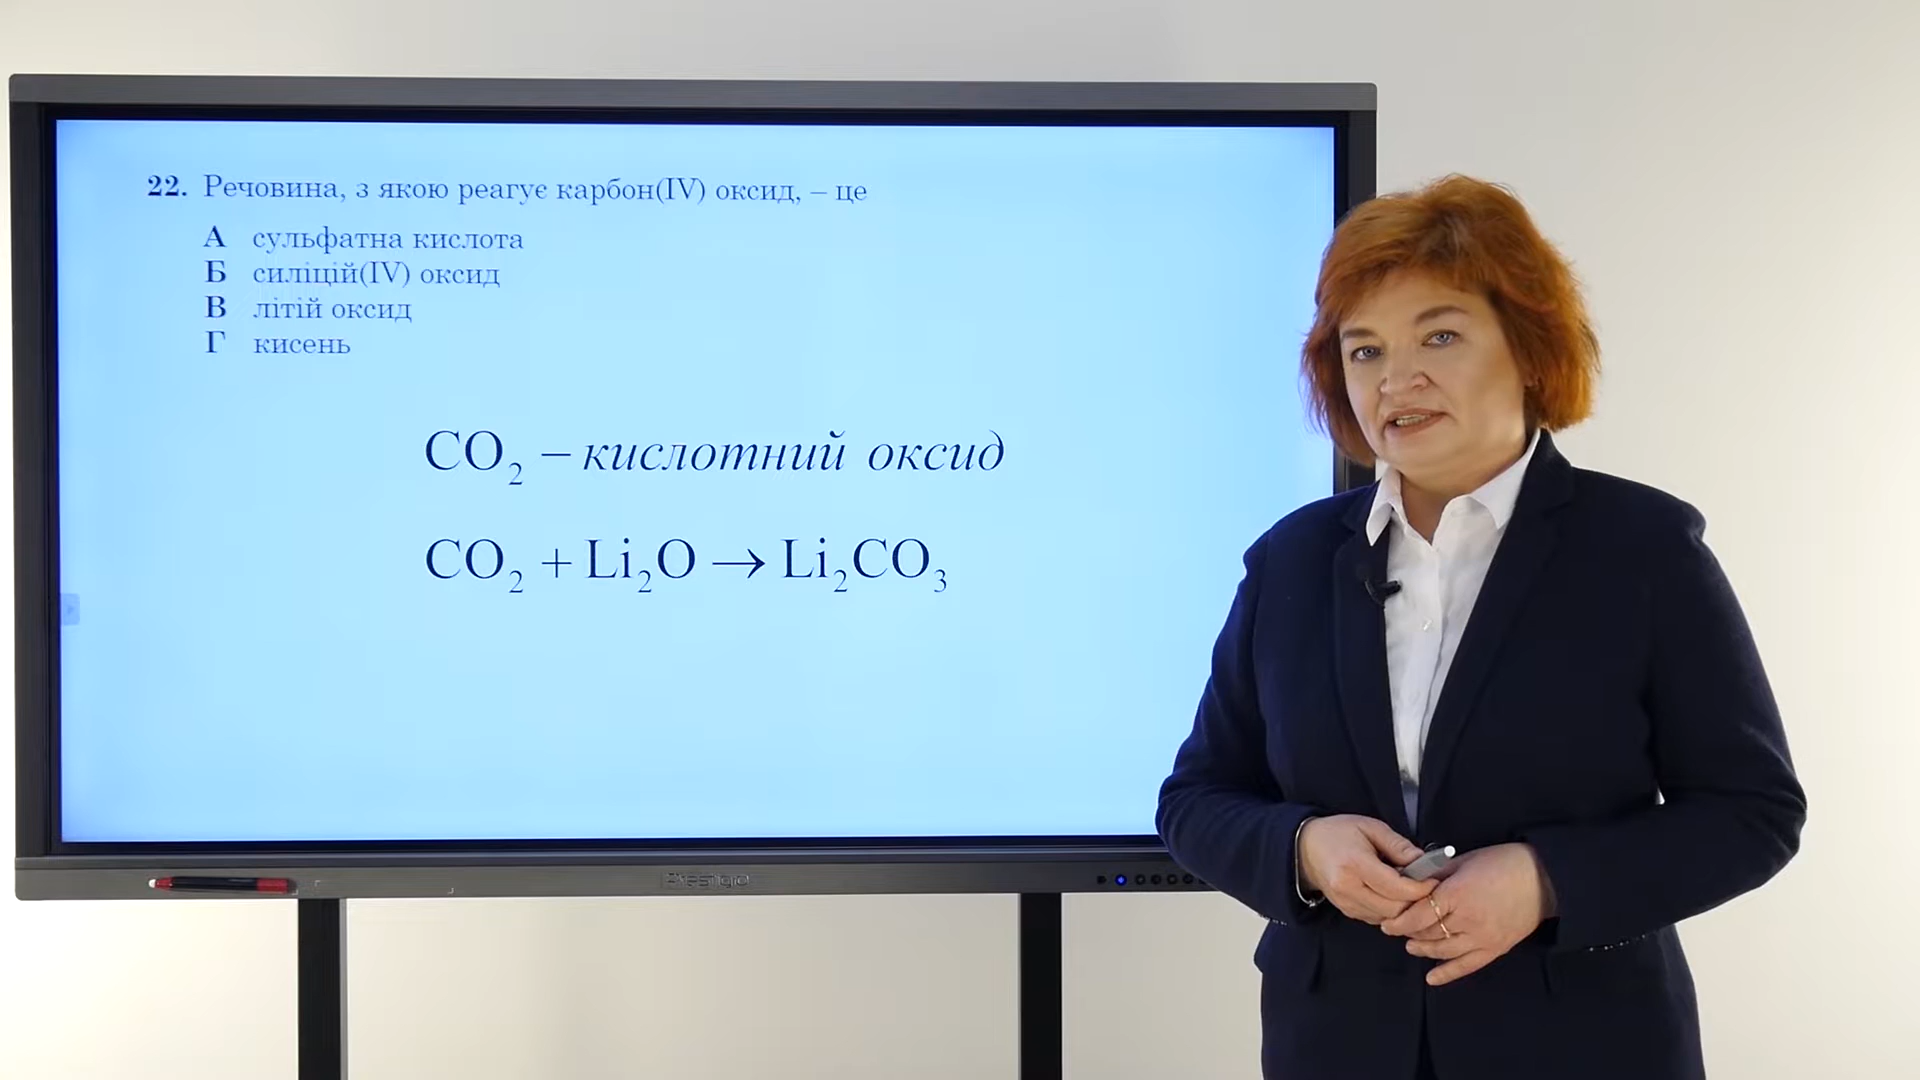 22. Речовина, з якою реагує карбон(IV) оксид, – це
А сульфатна кислота
Б силіцій(IV) оксид
В літій оксид
Г кисень
CO₂ – кислотний оксид
CO₂ + Li₂O → Li₂CO₃
Prestigio